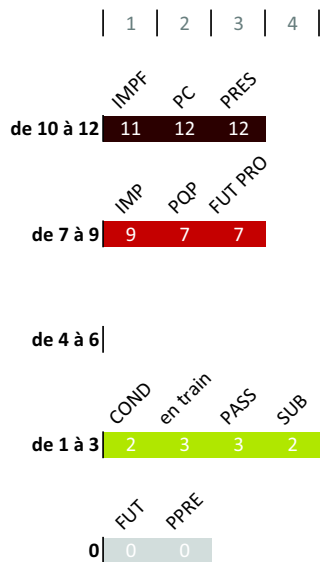 1 2 3 4
IMPF PC PRES
de 10 à 12 11 12 12
IMP PQP FUT PRO
de 7 à 9 9 7 7
de 4 à 6
COND en train PASS SUB
de 1 à 3 2 3 3 2
FUT PPRE
0 0 0